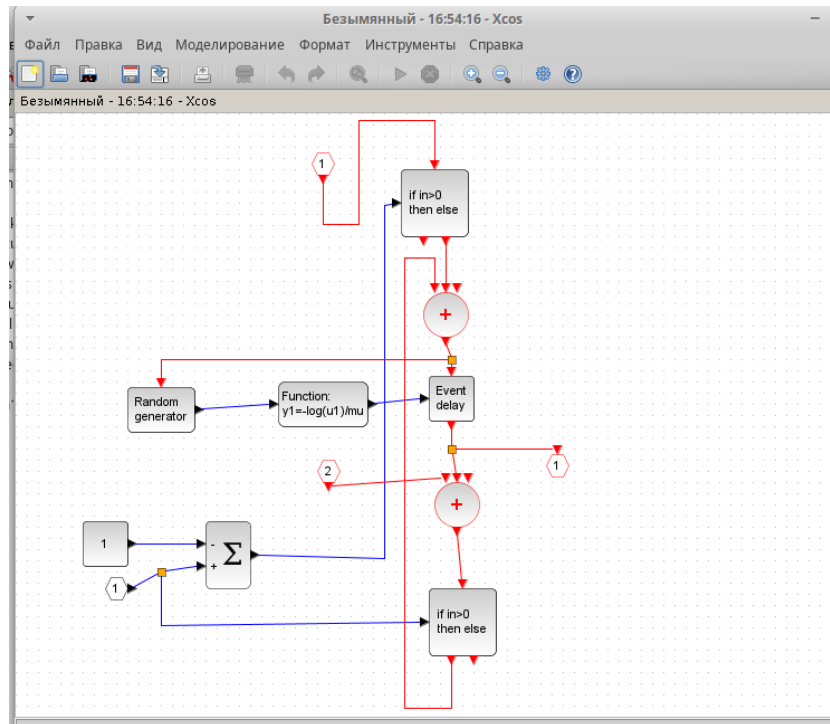 Безымянный - 16:54:16 - Xcos
Файл Правка Вид Моделирование Формат Инструменты Справка
Безымянный - 16:54:16 - Xcos
1
if in>0
then else
+
Random
generator
Function:
y1=-log(u1)/mu
Event
delay
2
1
+
1
-
+
Σ
1
if in>0
then else